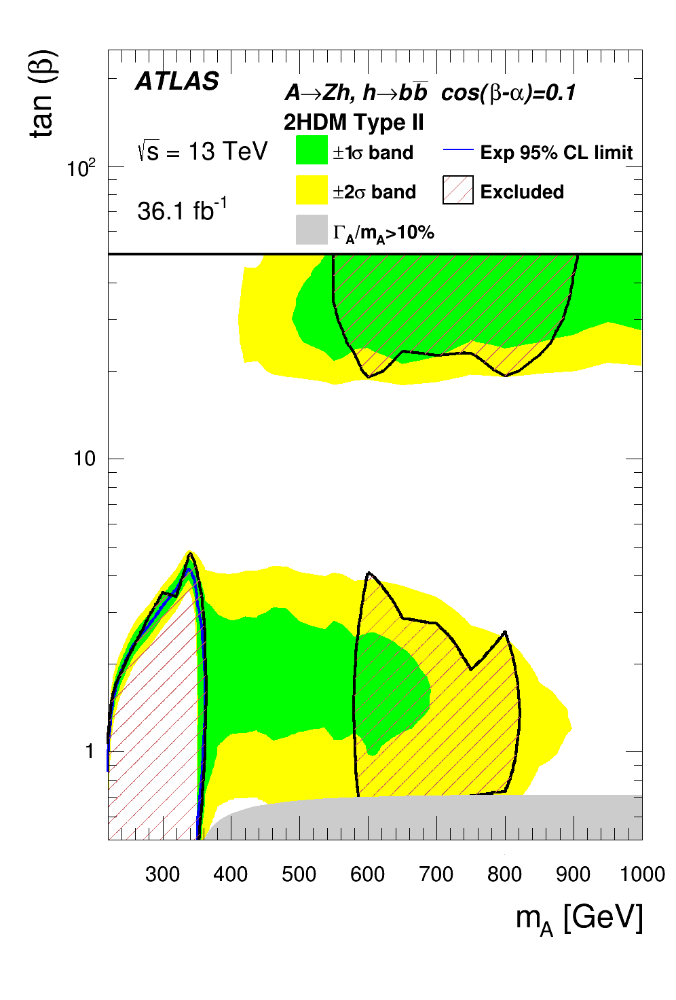 tan (β)
ATLAS
A→Zh, h→bb̅ cos(β-α)=0.1
2HDM Type II
√s = 13 TeV
±1σ band
Exp 95% CL limit
10²
±2σ band
Excluded
36.1 fb⁻¹
Γ_A/m_A>10%
10
1
300 400 500 600 700 800 900 1000
m_A [GeV]